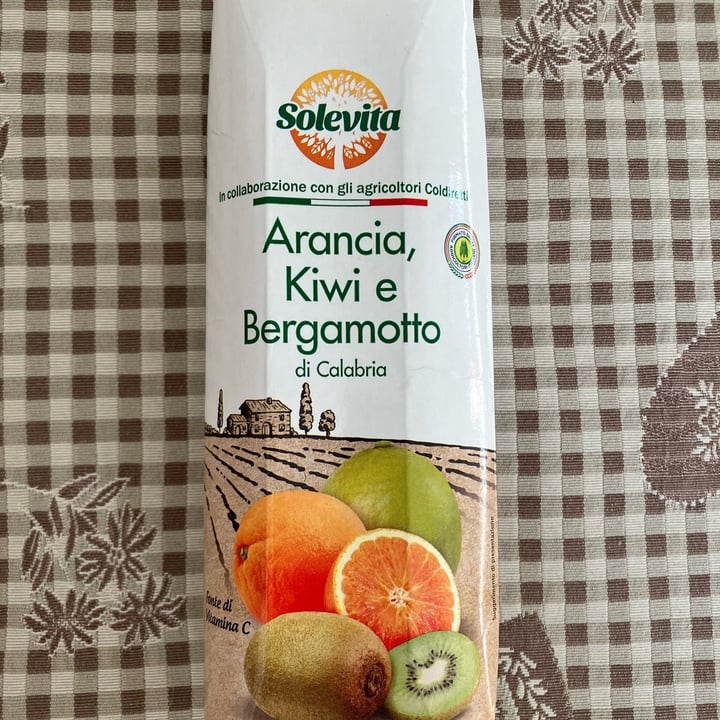 Solevita
In collaborazione con gli agricoltori Coldiretti
Arancia,
Kiwi e
Bergamotto
di Calabria
Fonte di
Vitamina C
Suggerimento di presentazione